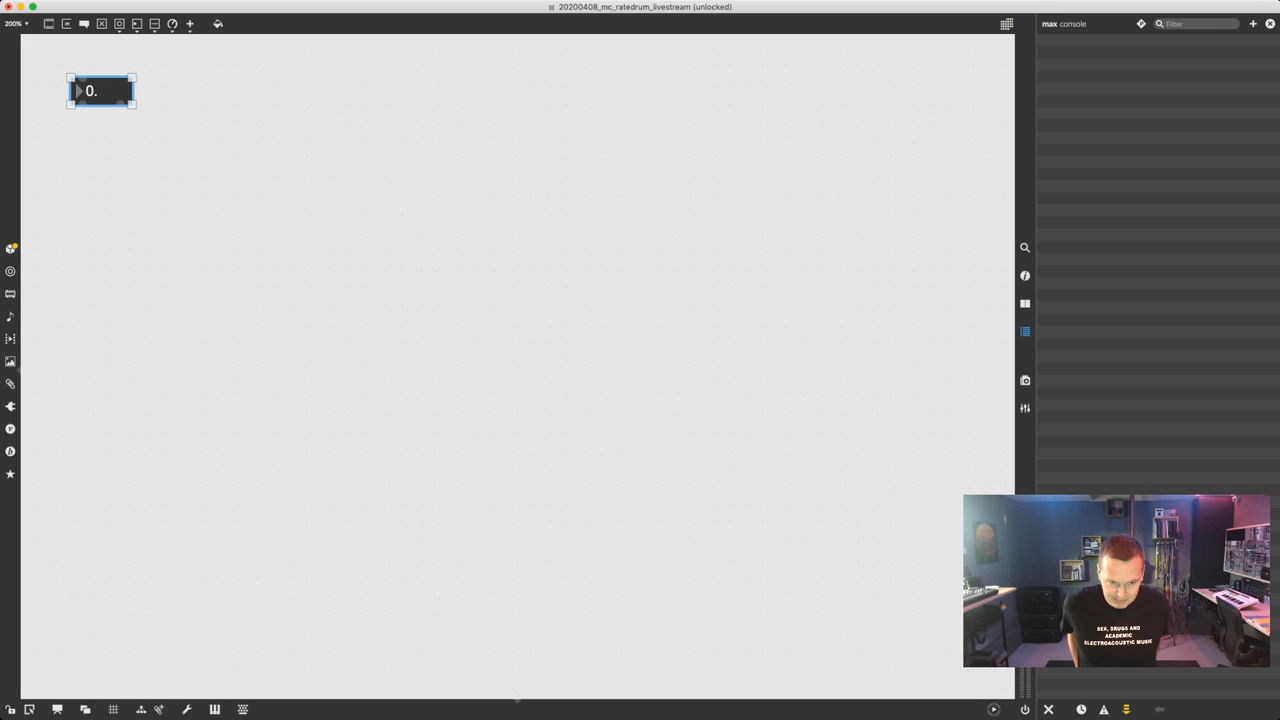 20200408_mc_ratedrum_livestream (unlocked)
200%
max console
Filter
0.
SEX, DRUGS AND
ACADEMIC
ELECTROACOUSTIC MUSIC